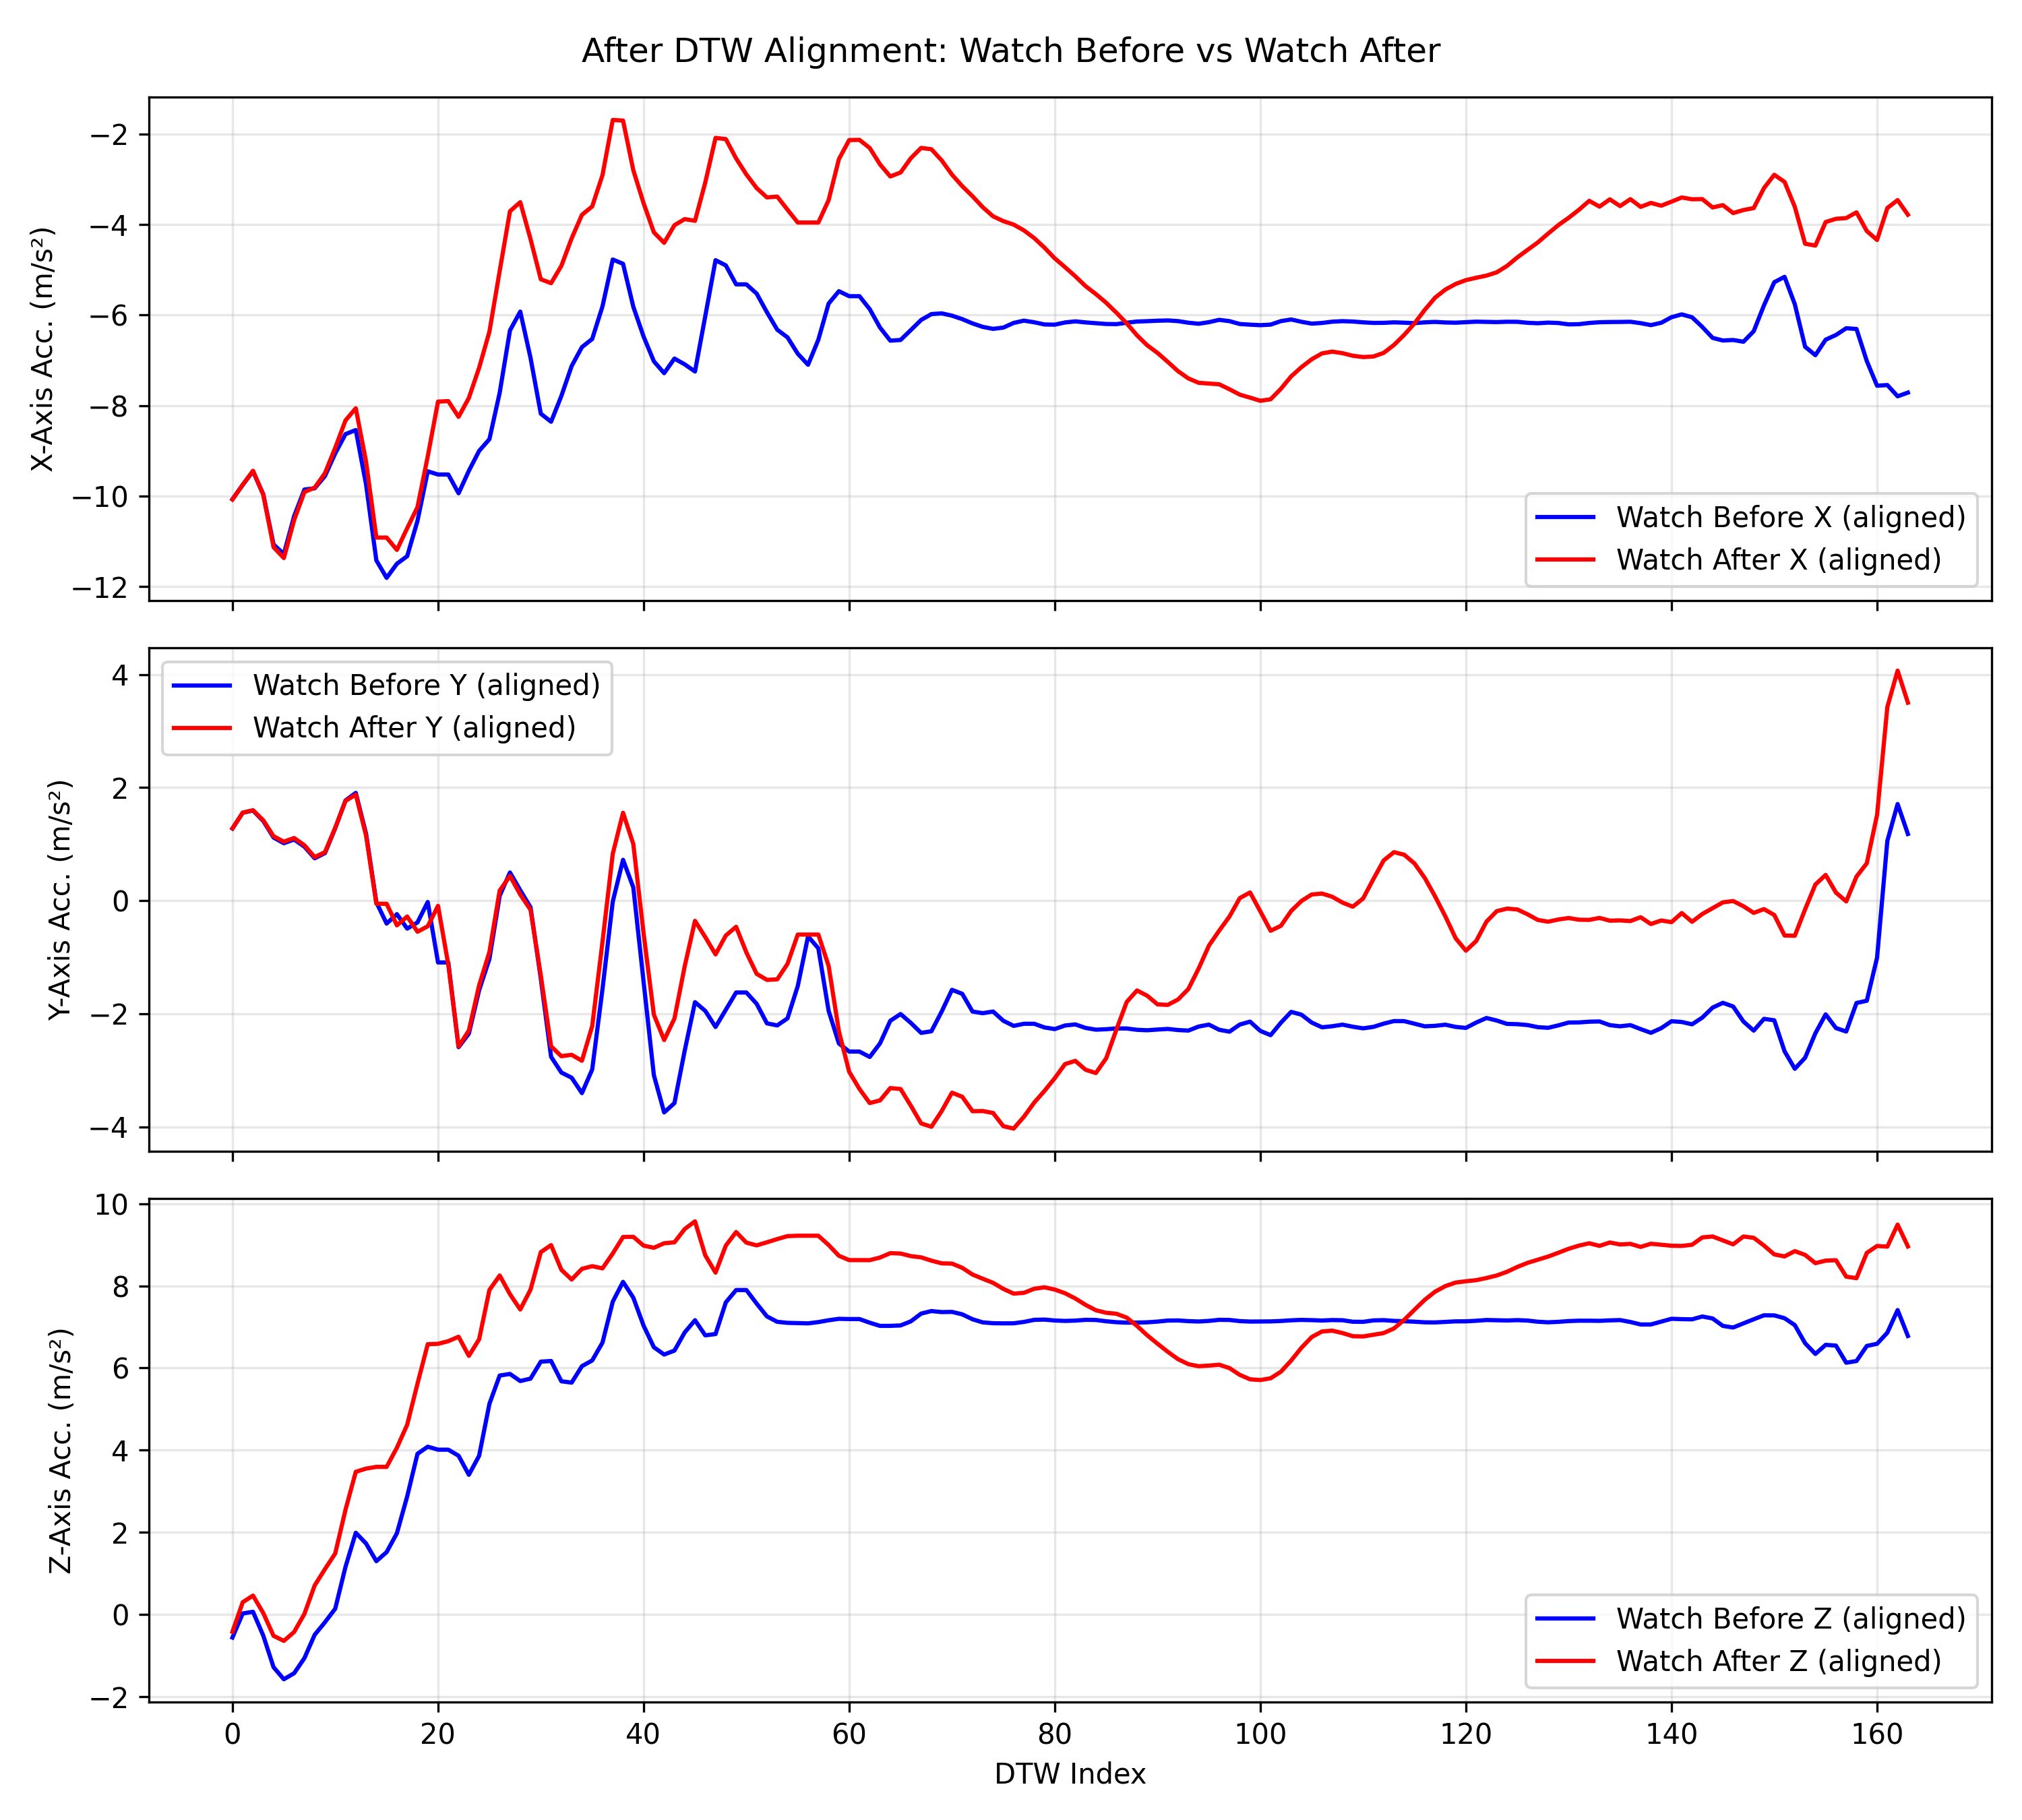 After DTW Alignment: Watch Before vs Watch After
X-Axis Acc. (m/s²)
−2
−4
−6
−8
−10
−12
Watch Before X (aligned)
Watch After X (aligned)
Y-Axis Acc. (m/s²)
4
2
0
−2
−4
Watch Before Y (aligned)
Watch After Y (aligned)
Z-Axis Acc. (m/s²)
10
8
6
4
2
0
−2
Watch Before Z (aligned)
Watch After Z (aligned)
0 20 40 60 80 100 120 140 160
DTW Index